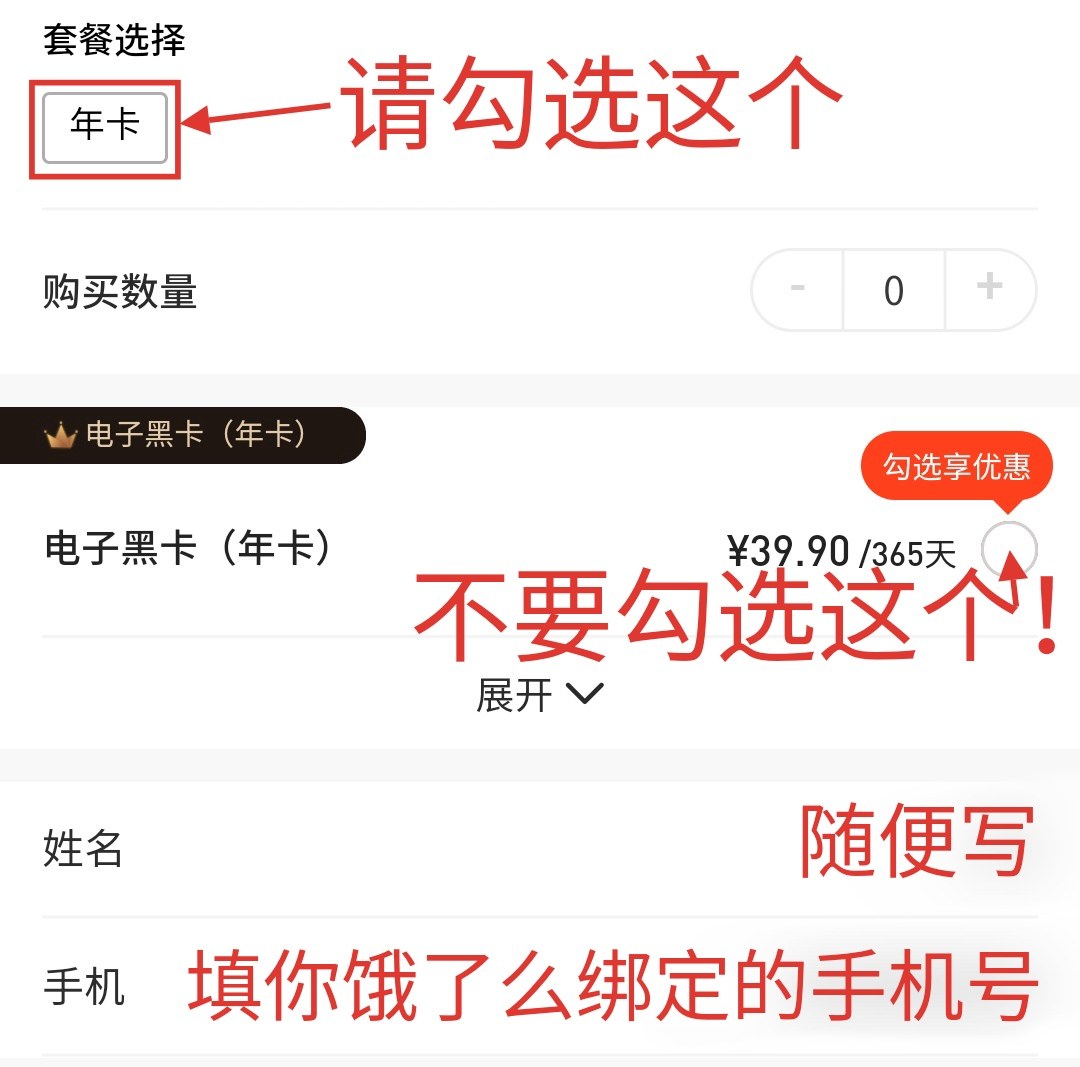 套餐选择
年卡
请勾选这个
购买数量
- 0 +
电子黑卡（年卡）
勾选享优惠
电子黑卡（年卡）
¥39.90 /365天
不要勾选这个！
展开
姓名
随便写
手机
填你饿了么绑定的手机号